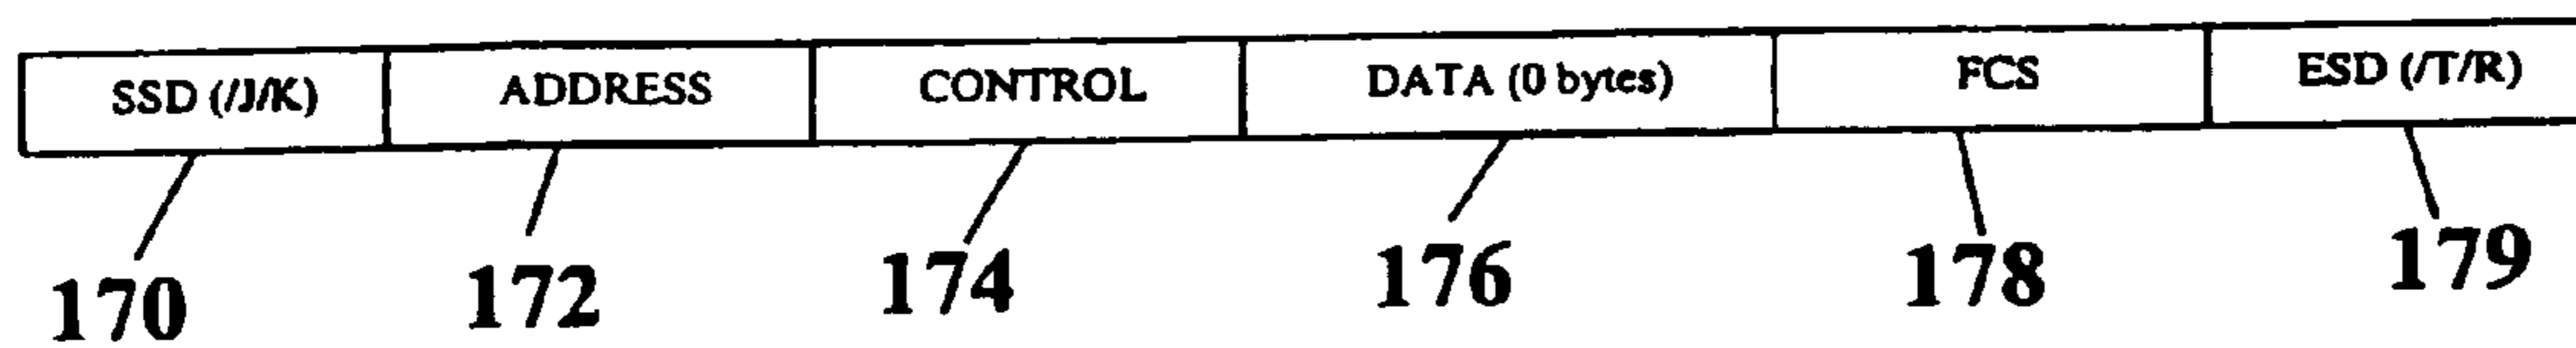 SSD (/J/K) ADDRESS CONTROL DATA (0 bytes) FCS ESD (/T/R)
170 172 174 176 178 179